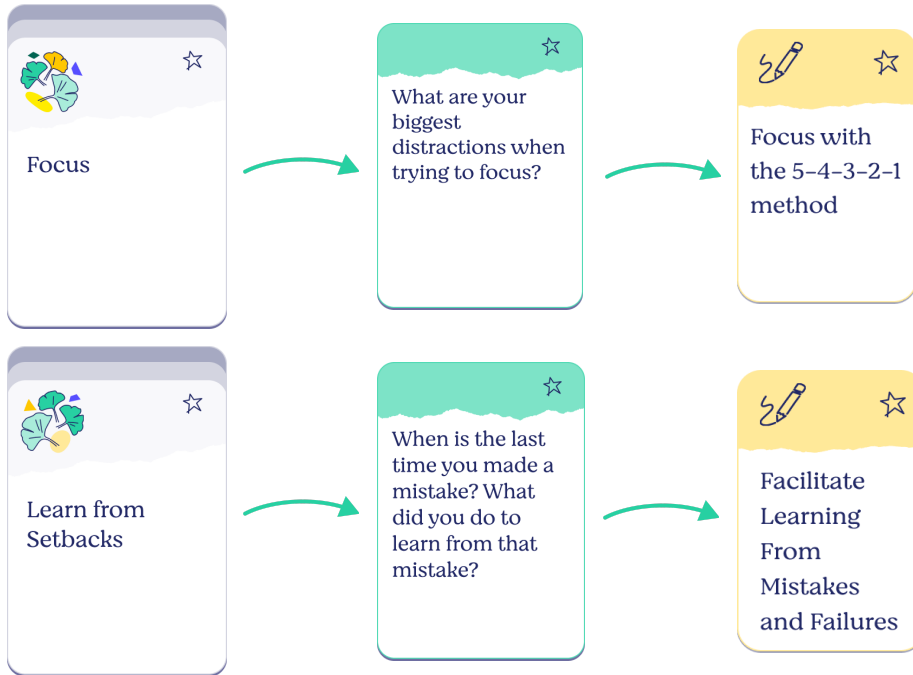 Focus
What are your
biggest
distractions when
trying to focus?
Focus with
the 5-4-3-2-1
method
Learn from
Setbacks
When is the last
time you made a
mistake? What
did you do to
learn from that
mistake?
Facilitate
Learning
From
Mistakes
and Failures